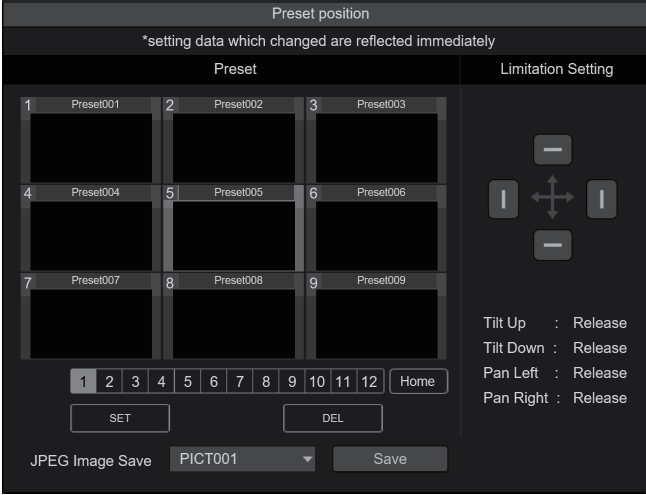 Preset position
*setting data which changed are reflected immediately
Preset
Limitation Setting
1 Preset001 2 Preset002 3 Preset003
4 Preset004 5 Preset005 6 Preset006
7 Preset007 8 Preset008 9 Preset009
1 2 3 4 5 6 7 8 9 10 11 12 Home
SET DEL
JPEG Image Save PICT001 Save
Tilt Up : Release
Tilt Down : Release
Pan Left : Release
Pan Right : Release